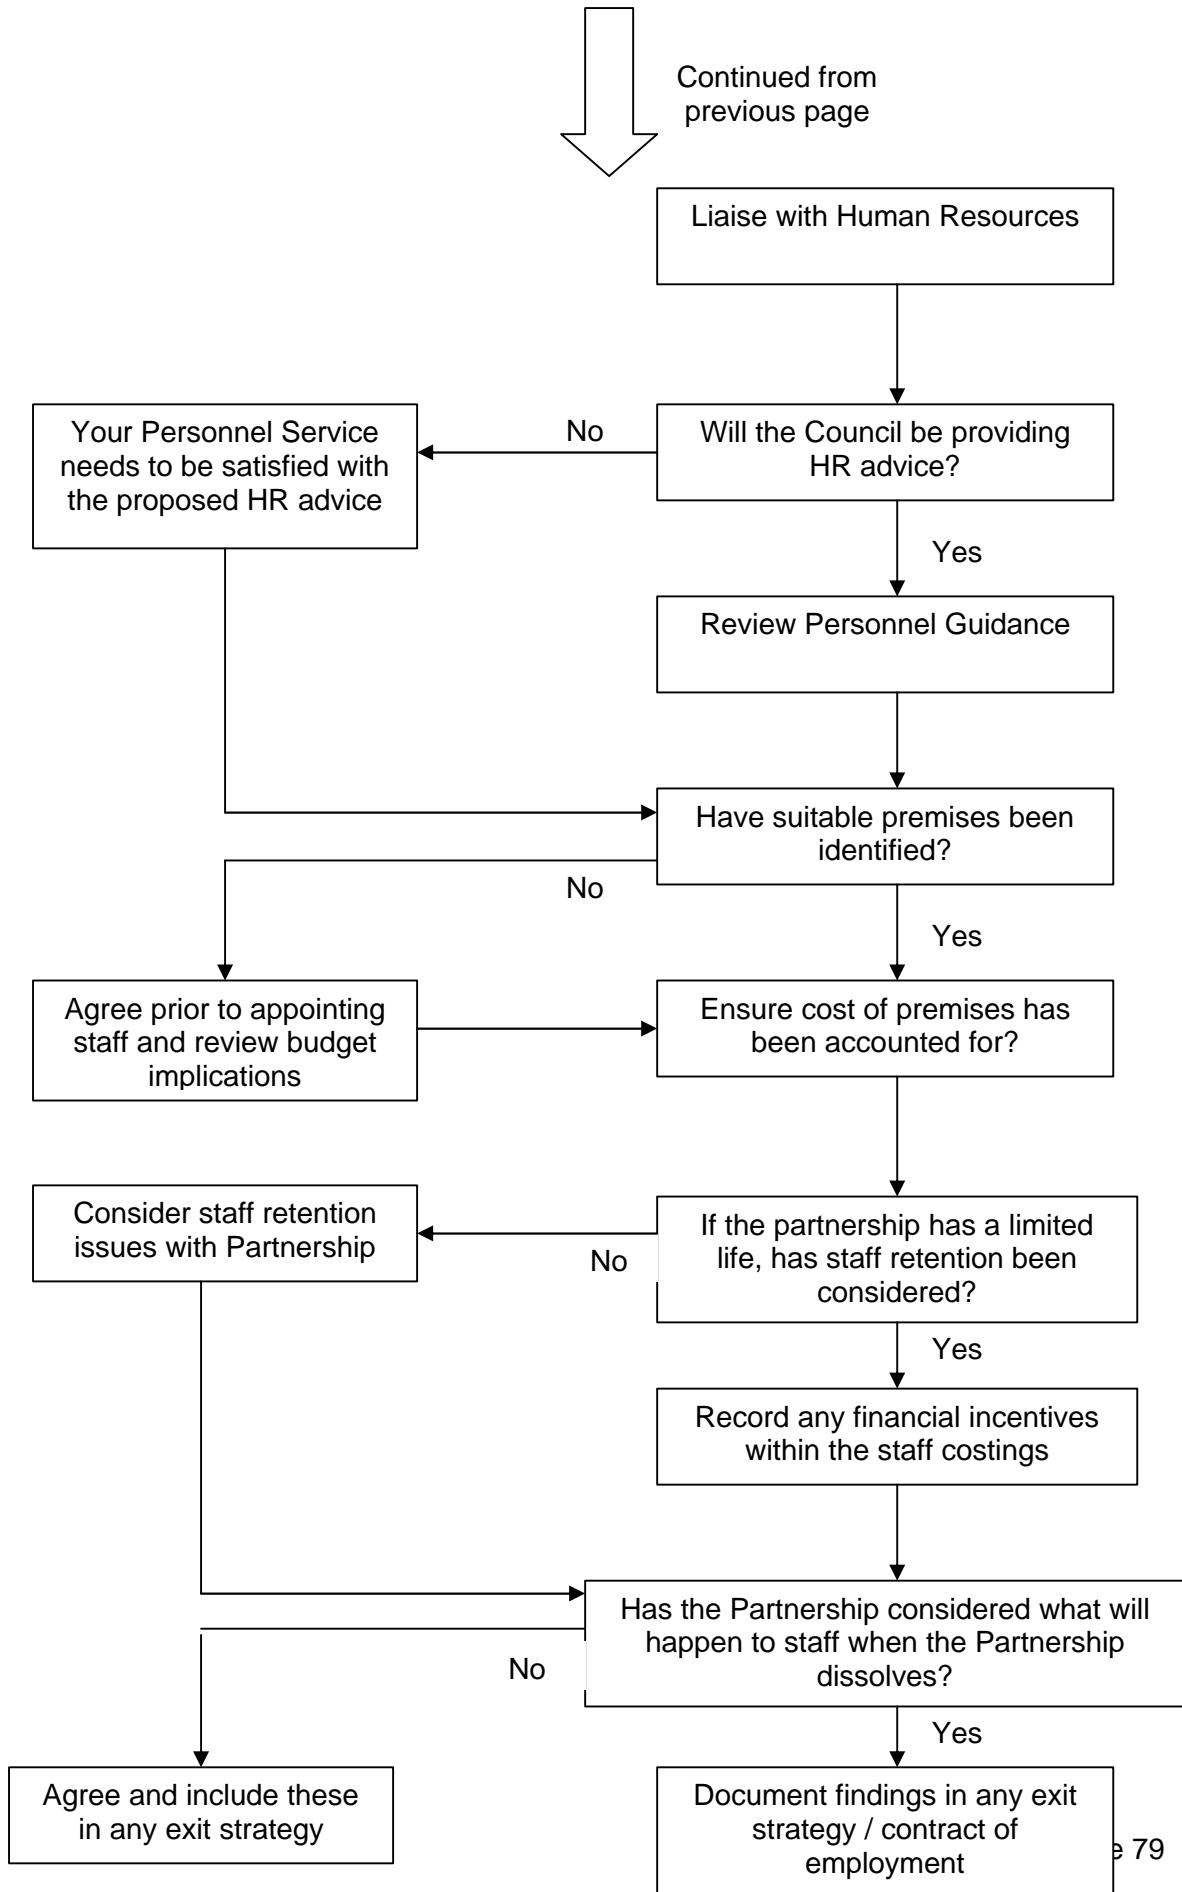 Continued from
previous page
Liaise with Human Resources
Your Personnel Service
needs to be satisfied with
the proposed HR advice
No
Will the Council be providing
HR advice?
Yes
Review Personnel Guidance
Have suitable premises been
identified?
No
Yes
Agree prior to appointing
staff and review budget
implications
Ensure cost of premises has
been accounted for?
Consider staff retention
issues with Partnership
No
If the partnership has a limited
life, has staff retention been
considered?
Yes
Record any financial incentives
within the staff costings
Has the Partnership considered what will
happen to staff when the Partnership
dissolves?
No
Yes
Agree and include these
in any exit strategy
Document findings in any exit
strategy / contract of
employment
79